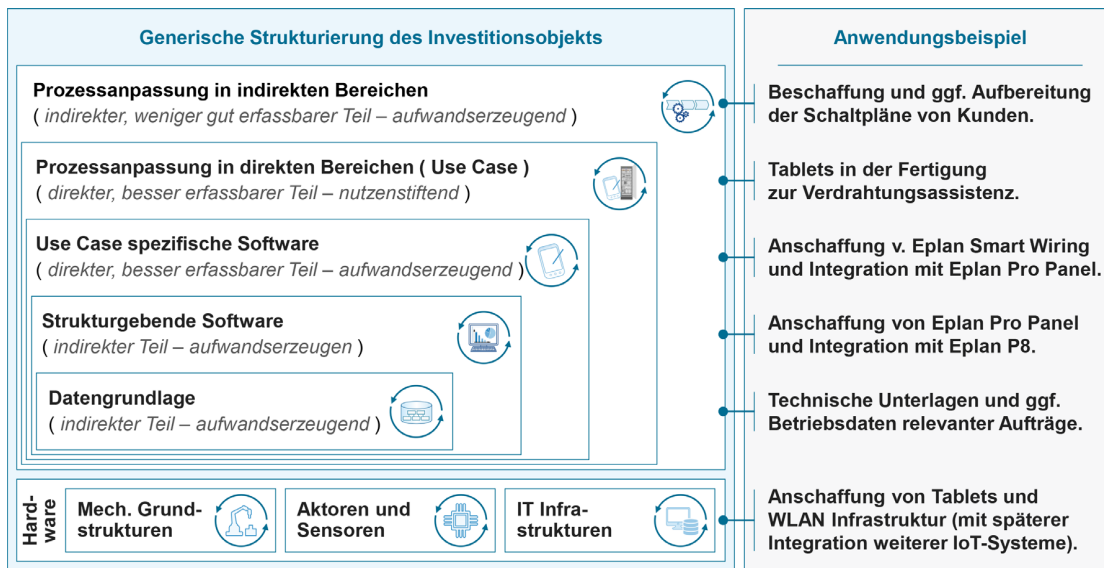 Generische Strukturierung des Investitionsobjekts
Prozessanpassung in indirekten Bereichen
( indirekter, weniger gut erfassbarer Teil – aufwandserzeugend )
Prozessanpassung in direkten Bereichen ( Use Case )
( direkter, besser erfassbarer Teil – nutzenstiftend )
Use Case spezifische Software
( direkter, besser erfassbarer Teil – aufwandserzeugend )
Strukturgebende Software
( indirekter Teil – aufwandserzeugen )
Datengrundlage
( indirekter Teil – aufwandserzeugend )
Hard-
ware
Mech. Grund-
strukturen
Aktoren und
Sensoren
IT Infra-
strukturen
Anwendungsbeispiel
Beschaffung und ggf. Aufbereitung
der Schaltpläne von Kunden.
Tablets in der Fertigung
zur Verdrahtungsassistenz.
Anschaffung v. Eplan Smart Wiring
und Integration mit Eplan Pro Panel.
Anschaffung von Eplan Pro Panel
und Integration mit Eplan P8.
Technische Unterlagen und ggf.
Betriebsdaten relevanter Aufträge.
Anschaffung von Tablets und
WLAN Infrastruktur (mit späterer
Integration weiterer IoT-Systeme).